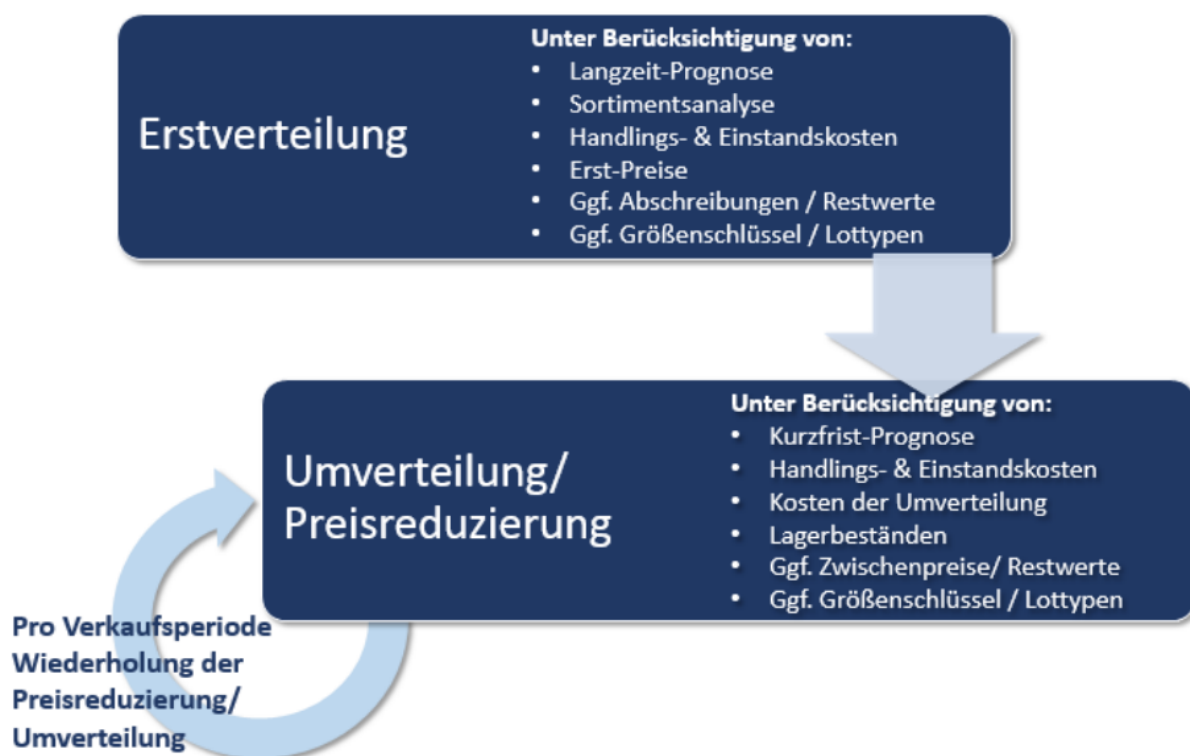 Erstverteilung
Unter Berücksichtigung von:
• Langzeit-Prognose
• Sortimentsanalyse
• Handlings- & Einstandskosten
• Erst-Preise
• Ggf. Abschreibungen / Restwerte
• Ggf. Größenschlüssel / Lottypen
Umverteilung/
Preisreduzierung
Unter Berücksichtigung von:
• Kurzfrist-Prognose
• Handlings- & Einstandskosten
• Kosten der Umverteilung
• Lagerbeständen
• Ggf. Zwischenpreise/ Restwerte
• Ggf. Größenschlüssel / Lottypen
Pro Verkaufsperiode
Wiederholung der
Preisreduzierung/
Umverteilung